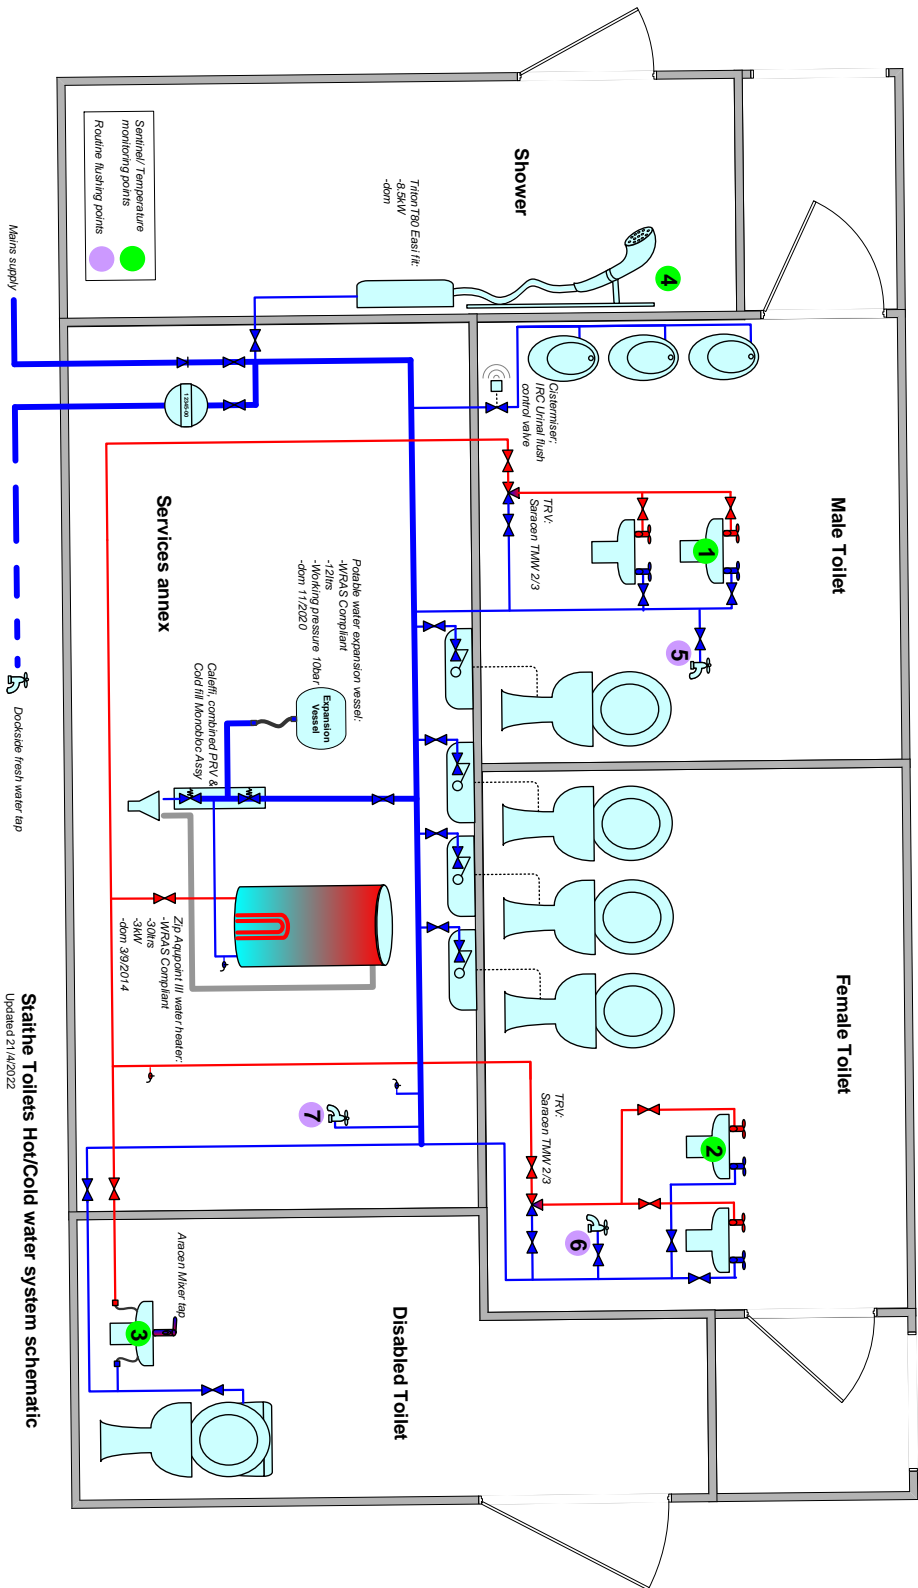 Shower
Triton T80 Easi fit:
-8.5kW
-dom
4
Sentinel/ Temperature
monitoring points
Routine flushing points
Mains supply
12345-00
Dockside fresh water tap
Male Toilet
Cistermiser;
IRC Urinal flush
control valve
TRV:
Saracen TMW 2/3
1
5
Services annex
Potable water expansion vessel:
-WRAS Compliant
-12ltrs
-Working pressure 10bar
-dom 11/2020
Expansion
Vessel
Caleffi, combined PRV &
Cold fill Monobloc Assy
Zip Aqupoint III water heater:
-WRAS Compliant
-30ltrs
-3kW
-dom 3/9/2014
7
Female Toilet
TRV:
Saracen TMW 2/3
2
6
Disabled Toilet
Aracen Mixer tap
3
Staithe Toilets Hot/Cold water system schematic
Updated 21/4/2022